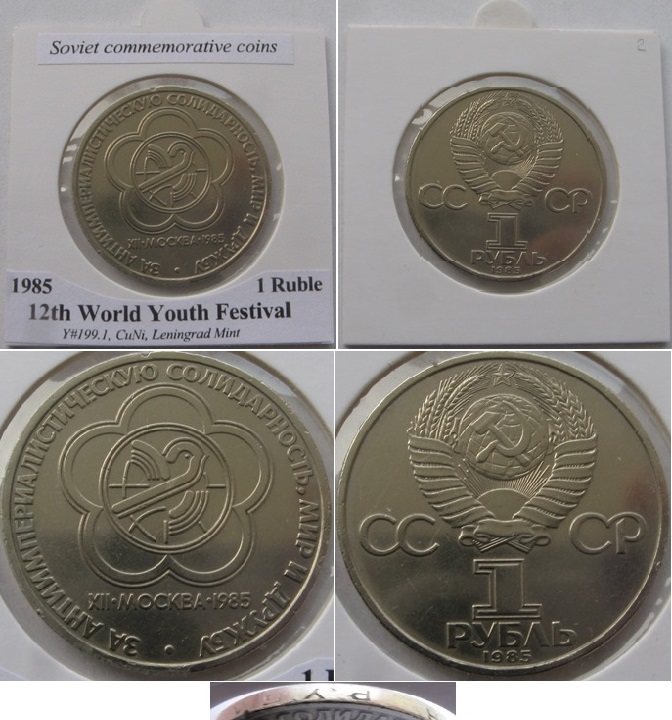 Soviet commemorative coins
ЗА АНТИИМПЕРИАЛИСТИЧЕСКУЮ СОЛИДАРНОСТЬ, МИР И ДРУЖБУ
XII·МОСКВА·1985
1985 1 Ruble
12th World Youth Festival
Y#199.1, CuNi, Leningrad Mint
2
СС СР
1
РУБЛЬ
1985
ЗА АНТИИМПЕРИАЛИСТИЧЕСКУЮ СОЛИДАРНОСТЬ, МИР И ДРУЖБУ
XII·МОСКВА·1985
СС СР
1
РУБЛЬ
1985